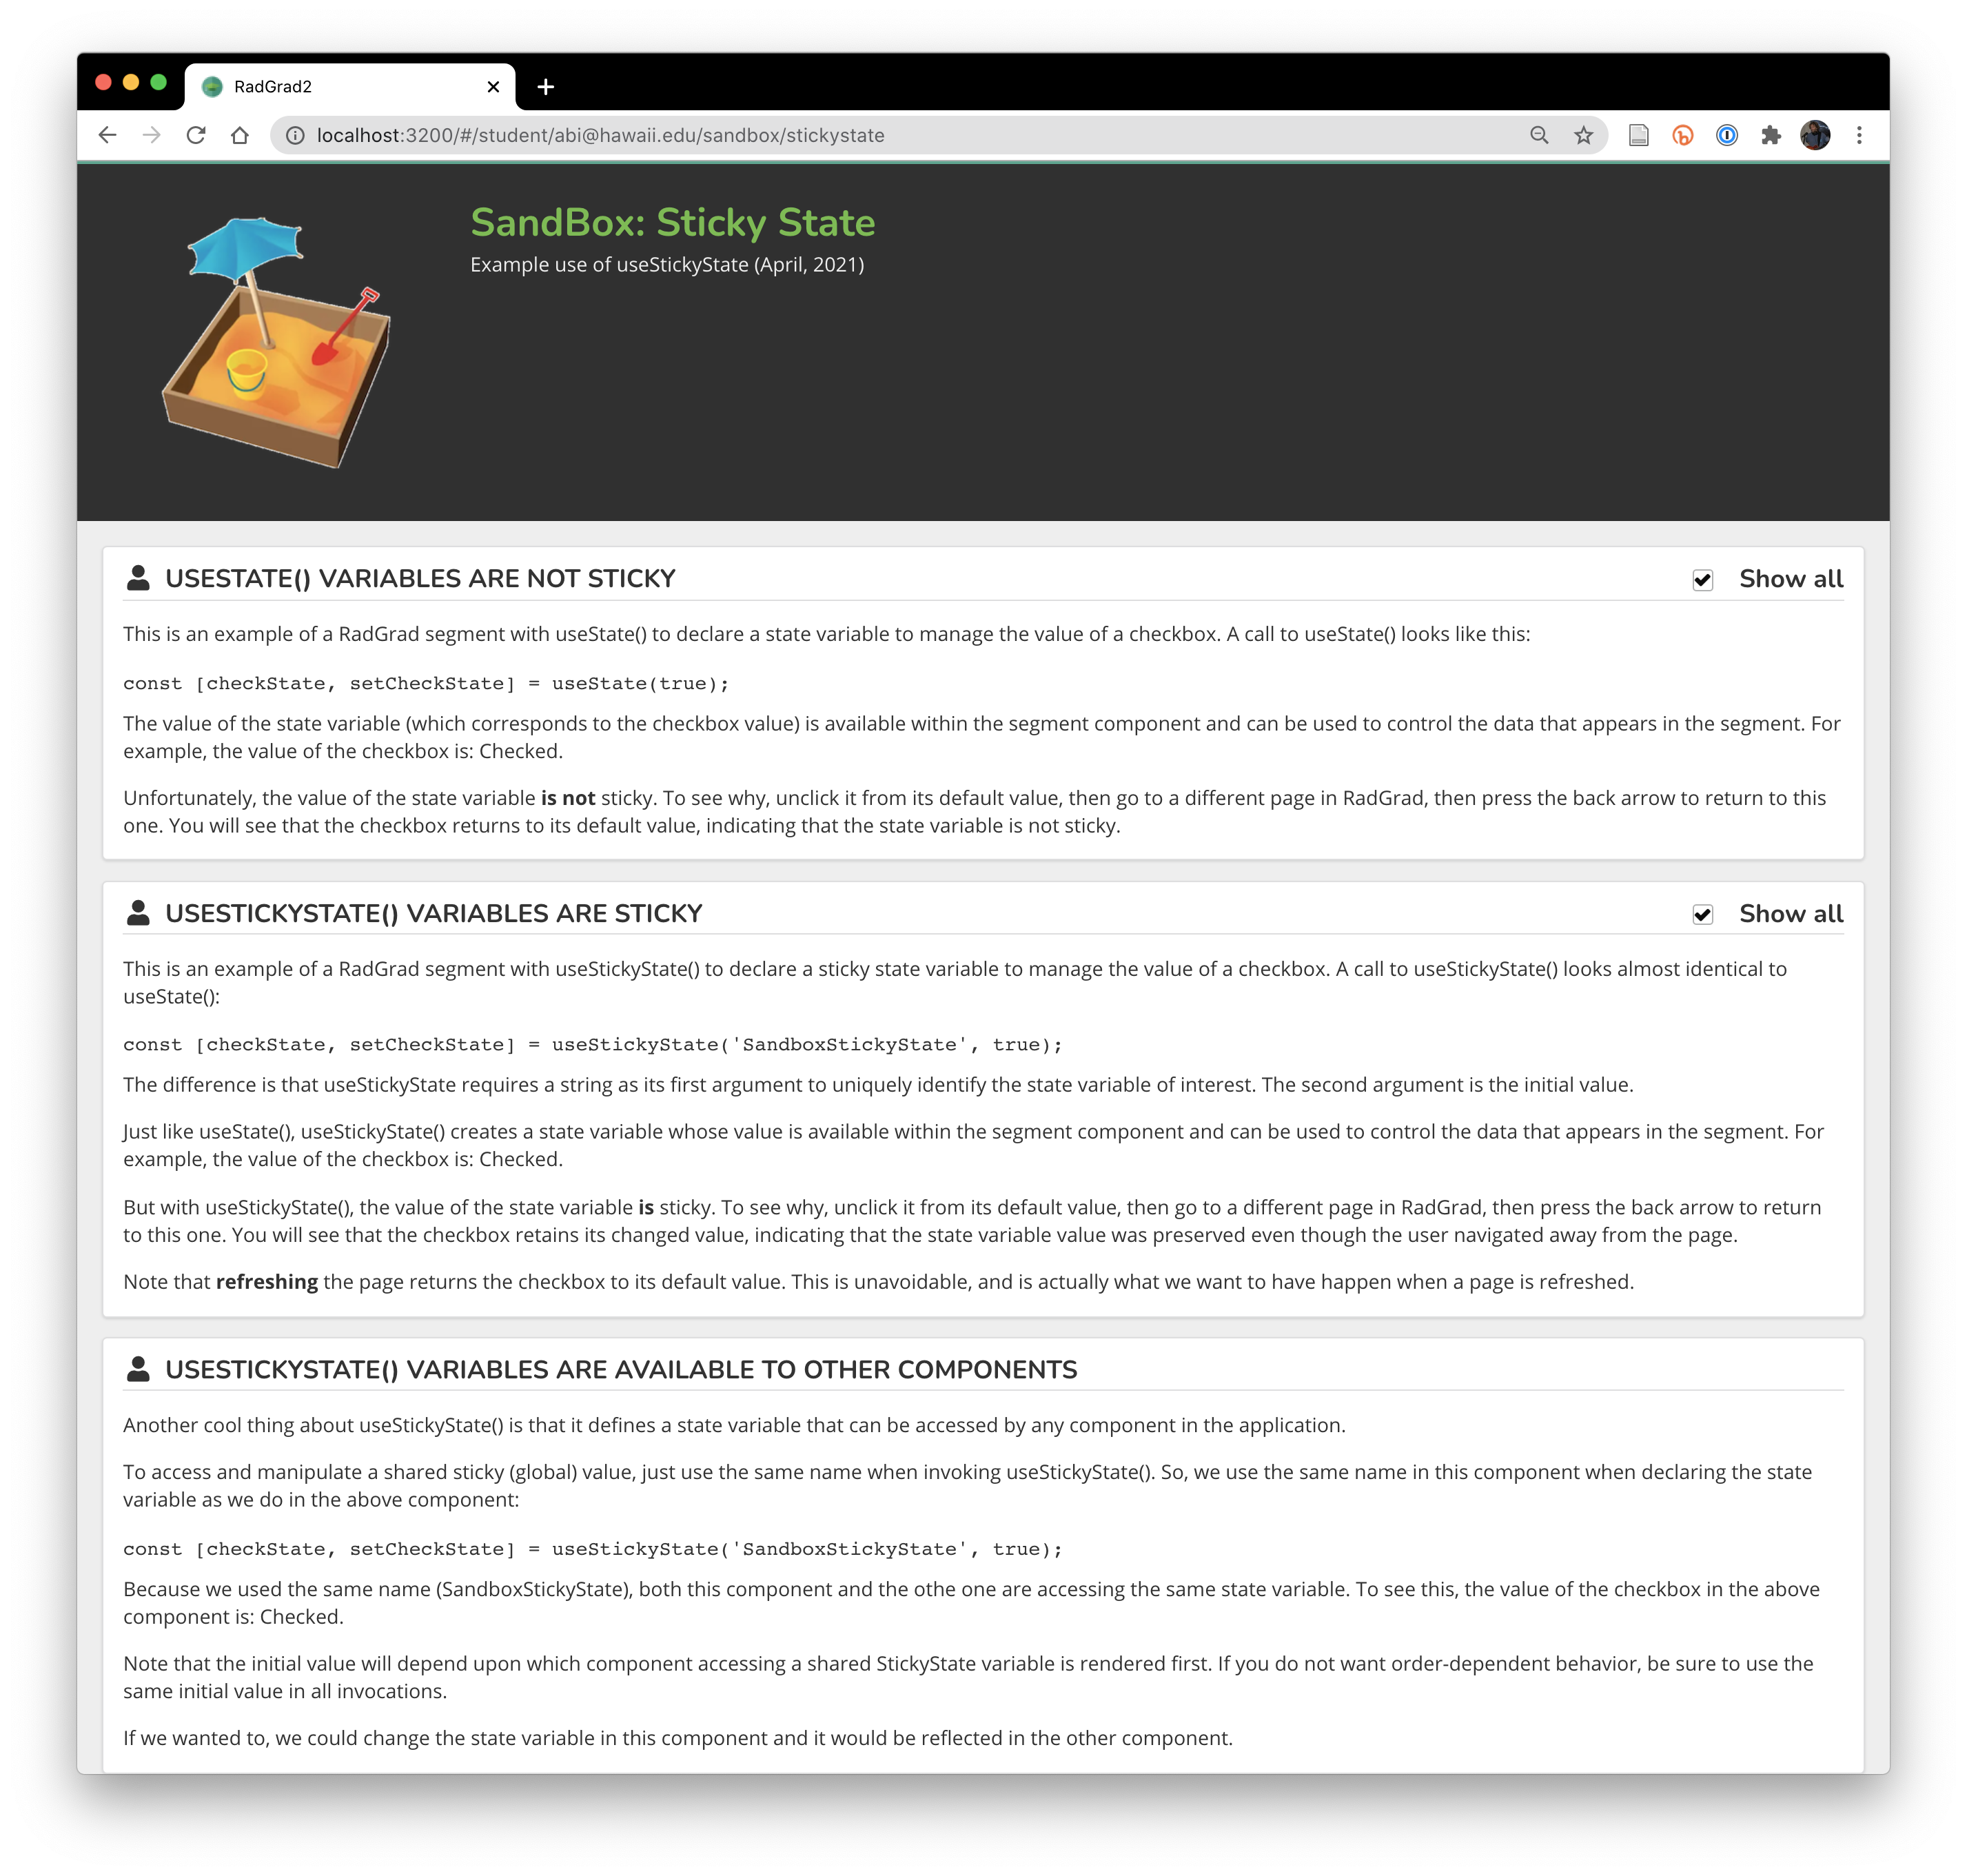 RadGrad2
localhost:3200/#/student/abi@hawaii.edu/sandbox/stickystate
SandBox: Sticky State
Example use of useStickyState (April, 2021)
USESTATE() VARIABLES ARE NOT STICKY
Show all
This is an example of a RadGrad segment with useState() to declare a state variable to manage the value of a checkbox. A call to useState() looks like this:
const [checkState, setCheckState] = useState(true);
The value of the state variable (which corresponds to the checkbox value) is available within the segment component and can be used to control the data that appears in the segment. For
example, the value of the checkbox is: Checked.
Unfortunately, the value of the state variable is not sticky. To see why, unclick it from its default value, then go to a different page in RadGrad, then press the back arrow to return to this
one. You will see that the checkbox returns to its default value, indicating that the state variable is not sticky.
USESTICKYSTATE() VARIABLES ARE STICKY
Show all
This is an example of a RadGrad segment with useStickyState() to declare a sticky state variable to manage the value of a checkbox. A call to useStickyState() looks almost identical to
useState():
const [checkState, setCheckState] = useStickyState('SandboxStickyState', true);
The difference is that useStickyState requires a string as its first argument to uniquely identify the state variable of interest. The second argument is the initial value.
Just like useState(), useStickyState() creates a state variable whose value is available within the segment component and can be used to control the data that appears in the segment. For
example, the value of the checkbox is: Checked.
But with useStickyState(), the value of the state variable is sticky. To see why, unclick it from its default value, then go to a different page in RadGrad, then press the back arrow to return
to this one. You will see that the checkbox retains its changed value, indicating that the state variable value was preserved even though the user navigated away from the page.
Note that refreshing the page returns the checkbox to its default value. This is unavoidable, and is actually what we want to have happen when a page is refreshed.
USESTICKYSTATE() VARIABLES ARE AVAILABLE TO OTHER COMPONENTS
Another cool thing about useStickyState() is that it defines a state variable that can be accessed by any component in the application.
To access and manipulate a shared sticky (global) value, just use the same name when invoking useStickyState(). So, we use the same name in this component when declaring the state
variable as we do in the above component:
const [checkState, setCheckState] = useStickyState('SandboxStickyState', true);
Because we used the same name (SandboxStickyState), both this component and the othe one are accessing the same state variable. To see this, the value of the checkbox in the above
component is: Checked.
Note that the initial value will depend upon which component accessing a shared StickyState variable is rendered first. If you do not want order-dependent behavior, be sure to use the
same initial value in all invocations.
If we wanted to, we could change the state variable in this component and it would be reflected in the other component.